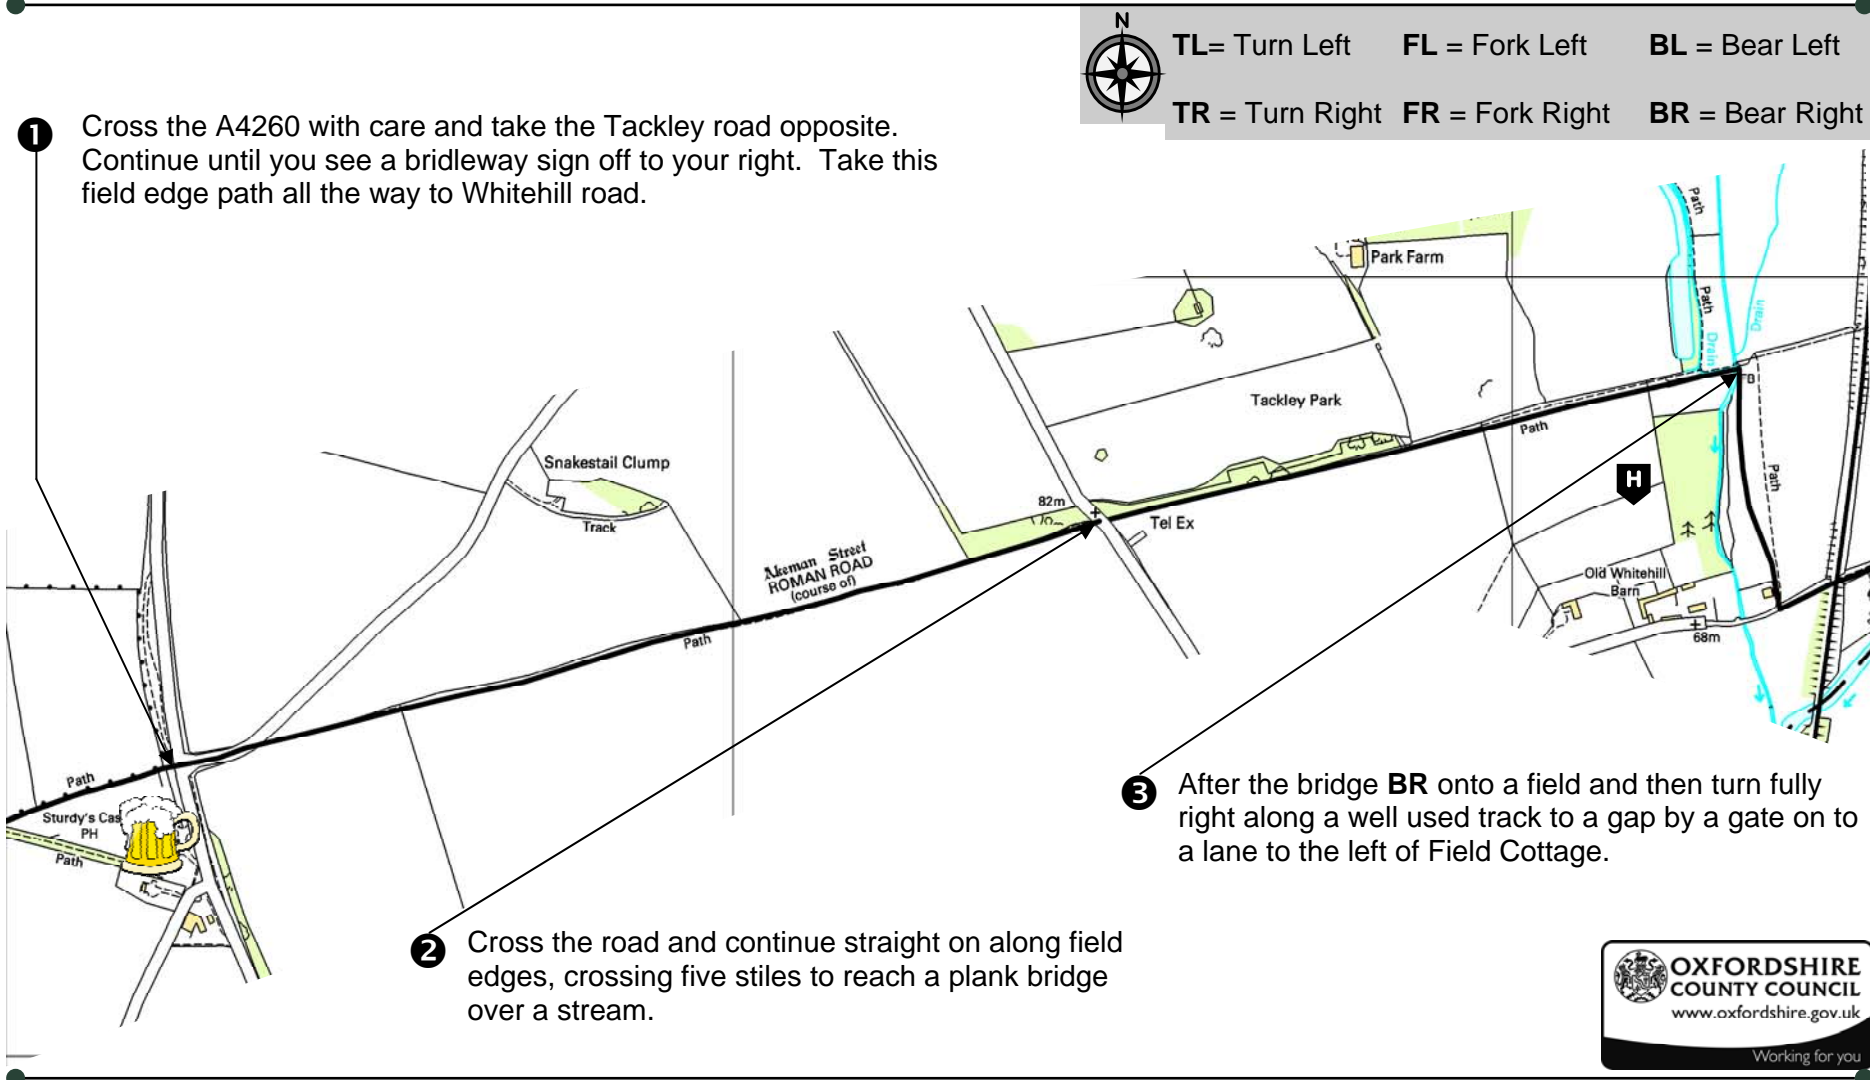 N
TL= Turn Left FL = Fork Left BL = Bear Left
TR = Turn Right FR = Fork Right BR = Bear Right
1 Cross the A4260 with care and take the Tackley road opposite.
Continue until you see a bridleway sign off to your right. Take this
field edge path all the way to Whitehill road.
Path
Park Farm
Path
Drain
Drain
Tackley Park
FB
Path
Snakestail Clump
H
Path
82m
Tel Ex
Track
Akeman Street
ROMAN ROAD
(course of)
Old Whitehill
Barn
68m
Path
Path
Sturdy's Cas
PH
Path
3 After the bridge BR onto a field and then turn fully
right along a well used track to a gap by a gate on to
a lane to the left of Field Cottage.
2 Cross the road and continue straight on along field
edges, crossing five stiles to reach a plank bridge
over a stream.
OXFORDSHIRE
COUNTY COUNCIL
www.oxfordshire.gov.uk
Working for you